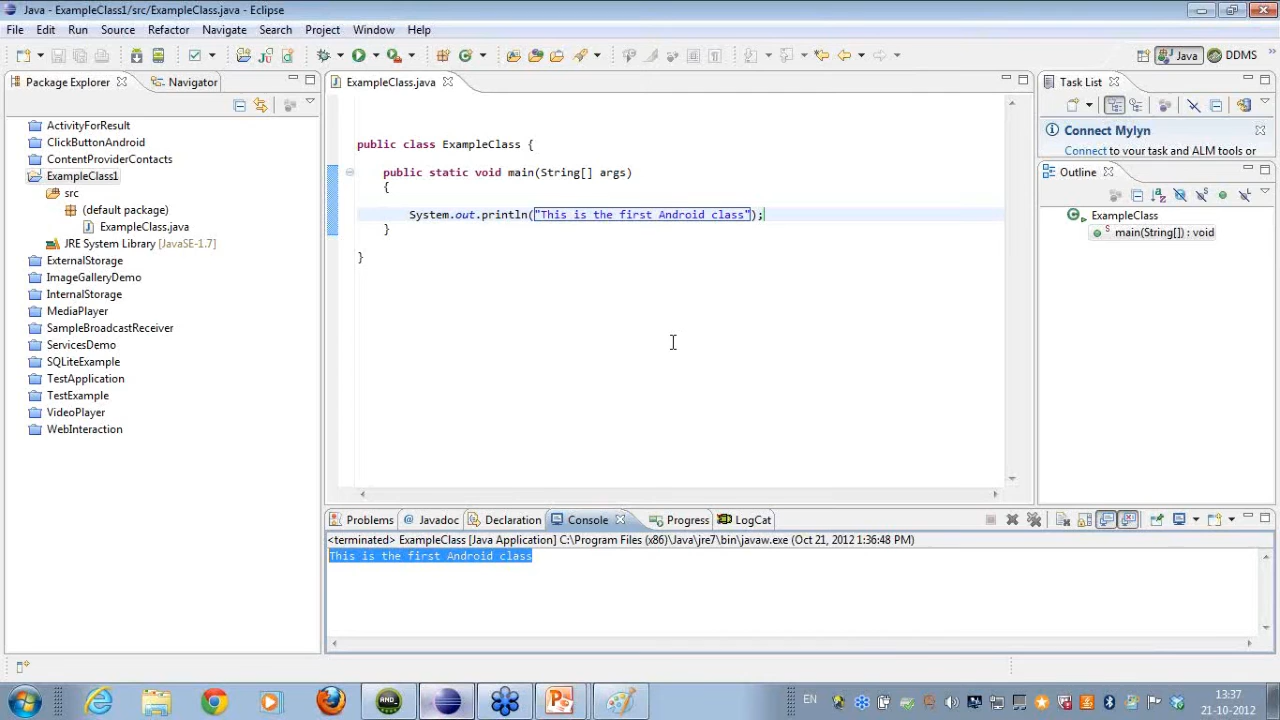 Java - ExampleClass1/src/ExampleClass.java - Eclipse
File Edit Run Source Refactor Navigate Search Project Window Help
Java DDMS
Package Explorer Navigator
ActivityForResult
ClickButtonAndroid
ContentProviderContacts
ExampleClass1
src
(default package)
ExampleClass.java
JRE System Library [JavaSE-1.7]
ExternalStorage
ImageGalleryDemo
InternalStorage
MediaPlayer
SampleBroadcastReceiver
ServicesDemo
SQLiteExample
TestApplication
TestExample
VideoPlayer
WebInteraction
ExampleClass.java
public class ExampleClass {
public static void main(String[] args)
{
System.out.println("This is the first Android class");
}
}
Task List
Connect Mylyn
Connect to your task and ALM tools or
Outline
ExampleClass
main(String[]) : void
Problems Javadoc Declaration Console Progress LogCat
<terminated> ExampleClass [Java Application] C:\Program Files (x86)\Java\jre7\bin\javaw.exe (Oct 21, 2012 1:36:48 PM)
This is the first Android class
EN
13:37
21-10-2012